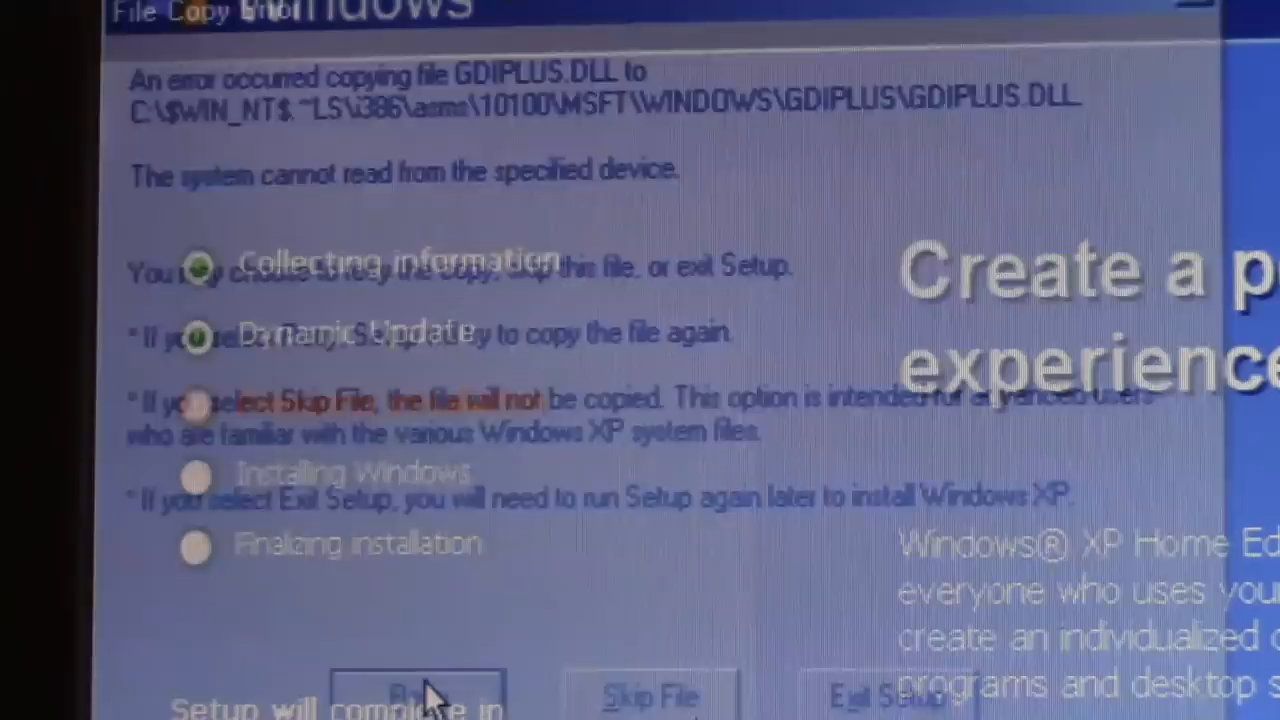 File Copy Error
Windows
An error occurred copying file GDIPLUS.DLL to
C:\$WIN_NT$.~LS\i386\asms\10100\MSFT\WINDOWS\GDIPLUS\GDIPLUS.DLL
The system cannot read from the specified device.
Collecting information
You may choose to retry the copy, skip this file, or exit Setup.
Create a
Dynamic Update
* If you select Retry, Setup will try to copy the file again.
experience
* If you select Skip File, the file will not be copied. This option is intended for advanced users
who are familiar with the various Windows XP system files.
Installing Windows
* If you select Exit Setup, you will need to run Setup again later to install Windows XP.
Finalizing installation
Windows® XP Home
everyone who uses
create an individualized
programs and desktop
Skip File
Exit Setup
Setup will complete in